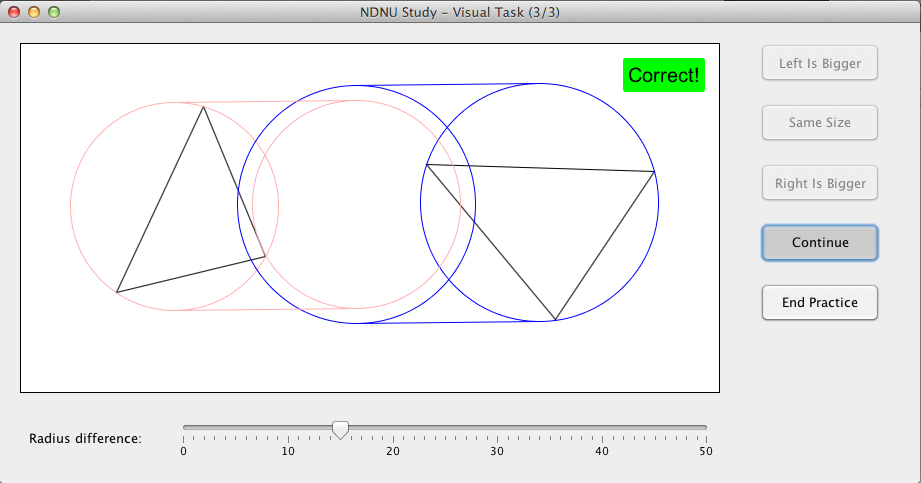 NDNU Study - Visual Task (3/3)
Correct!
Left Is Bigger
Same Size
Right Is Bigger
Continue
End Practice
Radius difference:
0 10 20 30 40 50